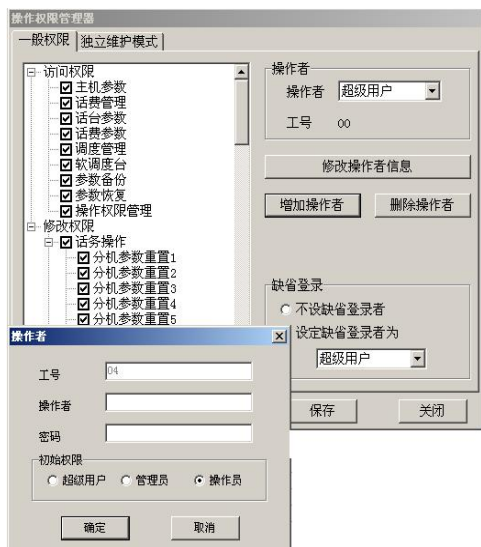 操作权限管理器
一般权限 独立维护模式
访问权限
主机参数
话费管理
话台参数
话费参数
调度管理
软调度台
参数备份
参数恢复
操作权限管理
修改权限
话务操作
分机参数重置1
分机参数重置2
分机参数重置3
分机参数重置4
分机参数重置5
操作者
操作者 超级用户
工号 00
修改操作者信息
增加操作者 删除操作者
缺省登录
不设缺省登录者
设定缺省登录者为
超级用户
保存 关闭
操作者
工号 04
操作者
密码
初始权限
超级用户 管理员 操作员
确定 取消